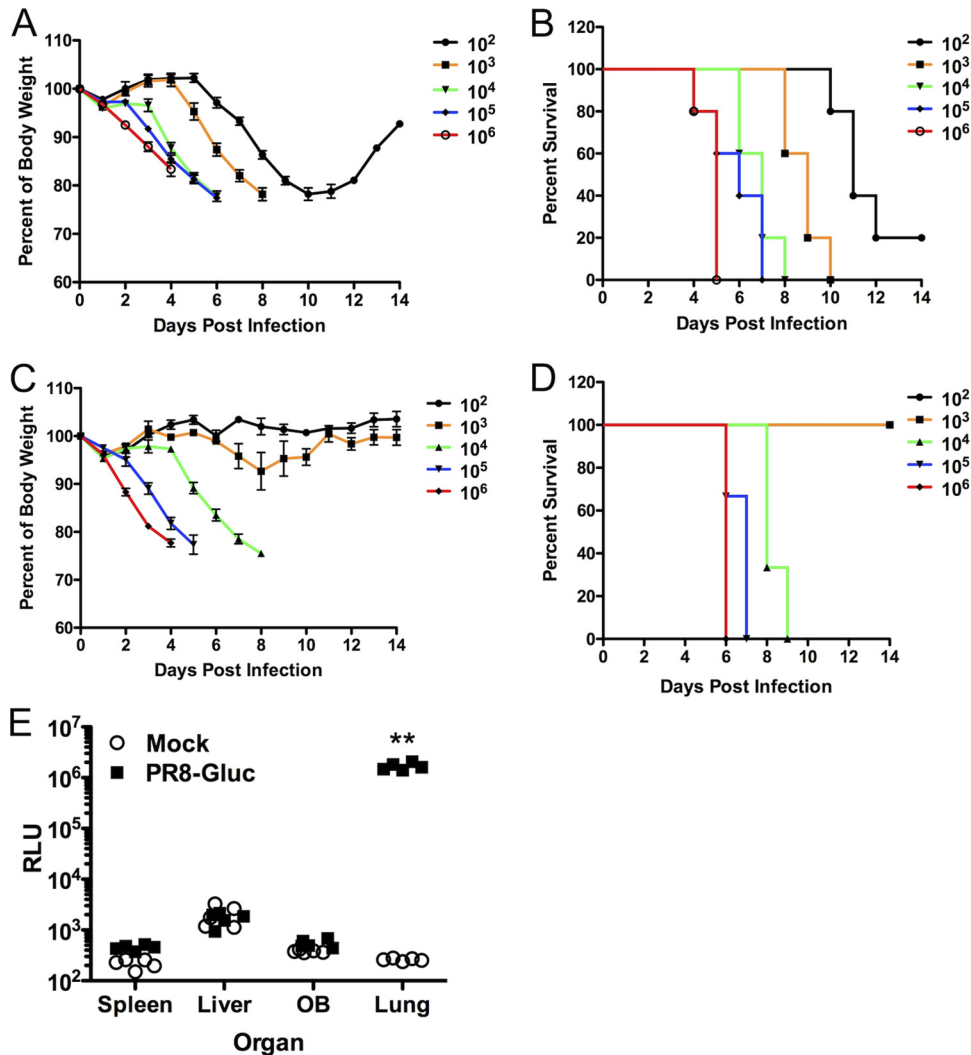 A
Percent of Body Weight
110
100
90
80
70
60
0 2 4 6 8 10 12 14
Days Post Infection
10²
10³
10⁴
10⁵
10⁶
B
Percent Survival
120
100
80
60
40
20
0
0 2 4 6 8 10 12 14
Days Post Infection
10²
10³
10⁴
10⁵
10⁶
C
Percent of Body Weight
110
100
90
80
70
60
0 2 4 6 8 10 12 14
Days Post Infection
10²
10³
10⁴
10⁵
10⁶
D
Percent Survival
120
100
80
60
40
20
0
0 2 4 6 8 10 12 14
Days Post Infection
10²
10³
10⁴
10⁵
10⁶
E
RLU
10⁷
10⁶
10⁵
10⁴
10³
10²
Mock
PR8-Gluc
**
Spleen Liver OB Lung
Organ